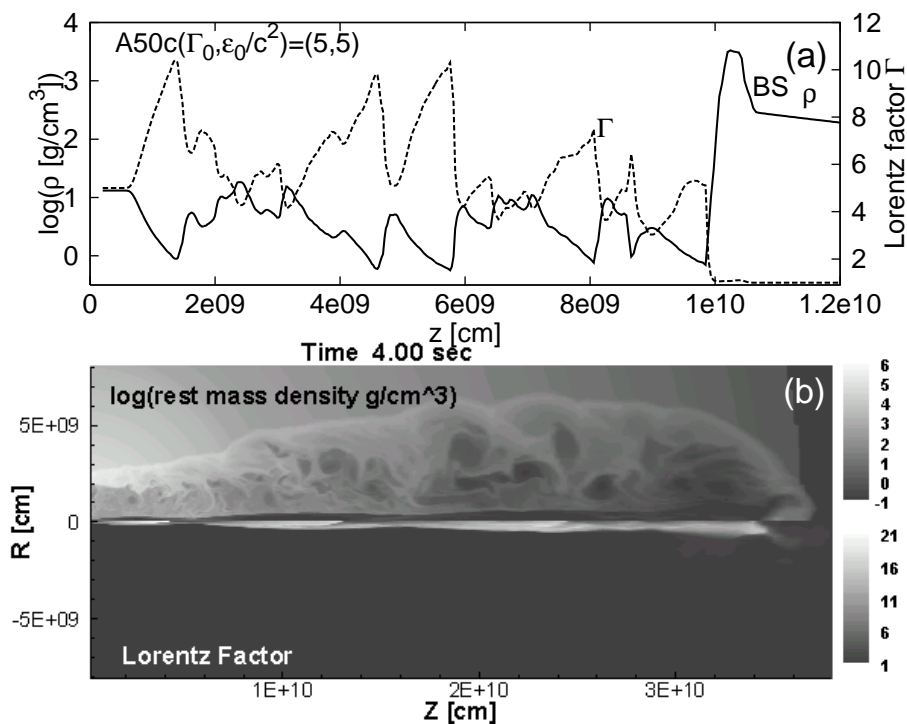 4
3
2
1
0
log(ρ [g/cm³])
A50c(Γ₀,ε₀/c²)=(5,5)
(a)
BS ρ
Γ
12
10
8
6
4
2
Lorentz factor Γ
0 2e09 4e09 6e09 8e09 1e10 1.2e10
z [cm]
Time 4.00 sec
log(rest mass density g/cm^3)
(b)
5E+09
0
-5E+09
R [cm]
Lorentz Factor
1E+10 2E+10 3E+10
Z [cm]
6
5
4
3
2
1
0
-1
21
16
11
6
1